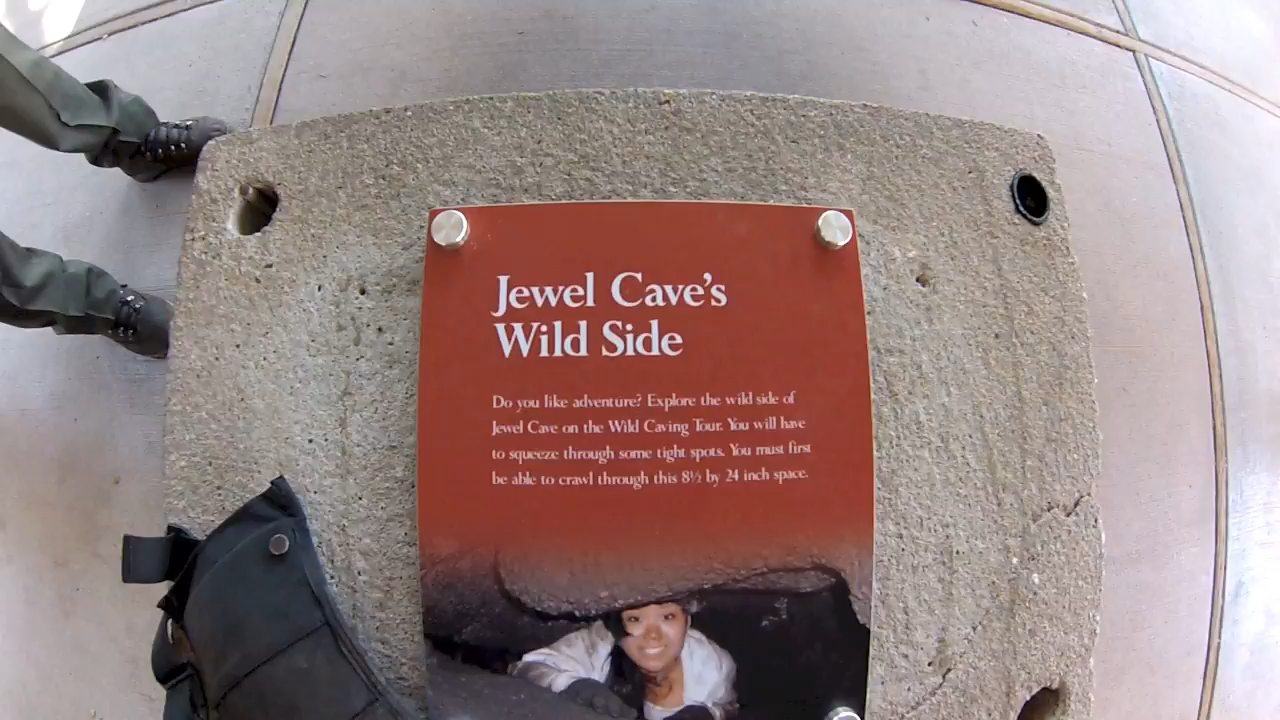 Jewel Cave's
Wild Side
Do you like adventure? Explore the wild side of
Jewel Cave on the Wild Caving Tour. You will have
to squeeze through some tight spots. You must first
be able to crawl through this 8½ by 24 inch space.